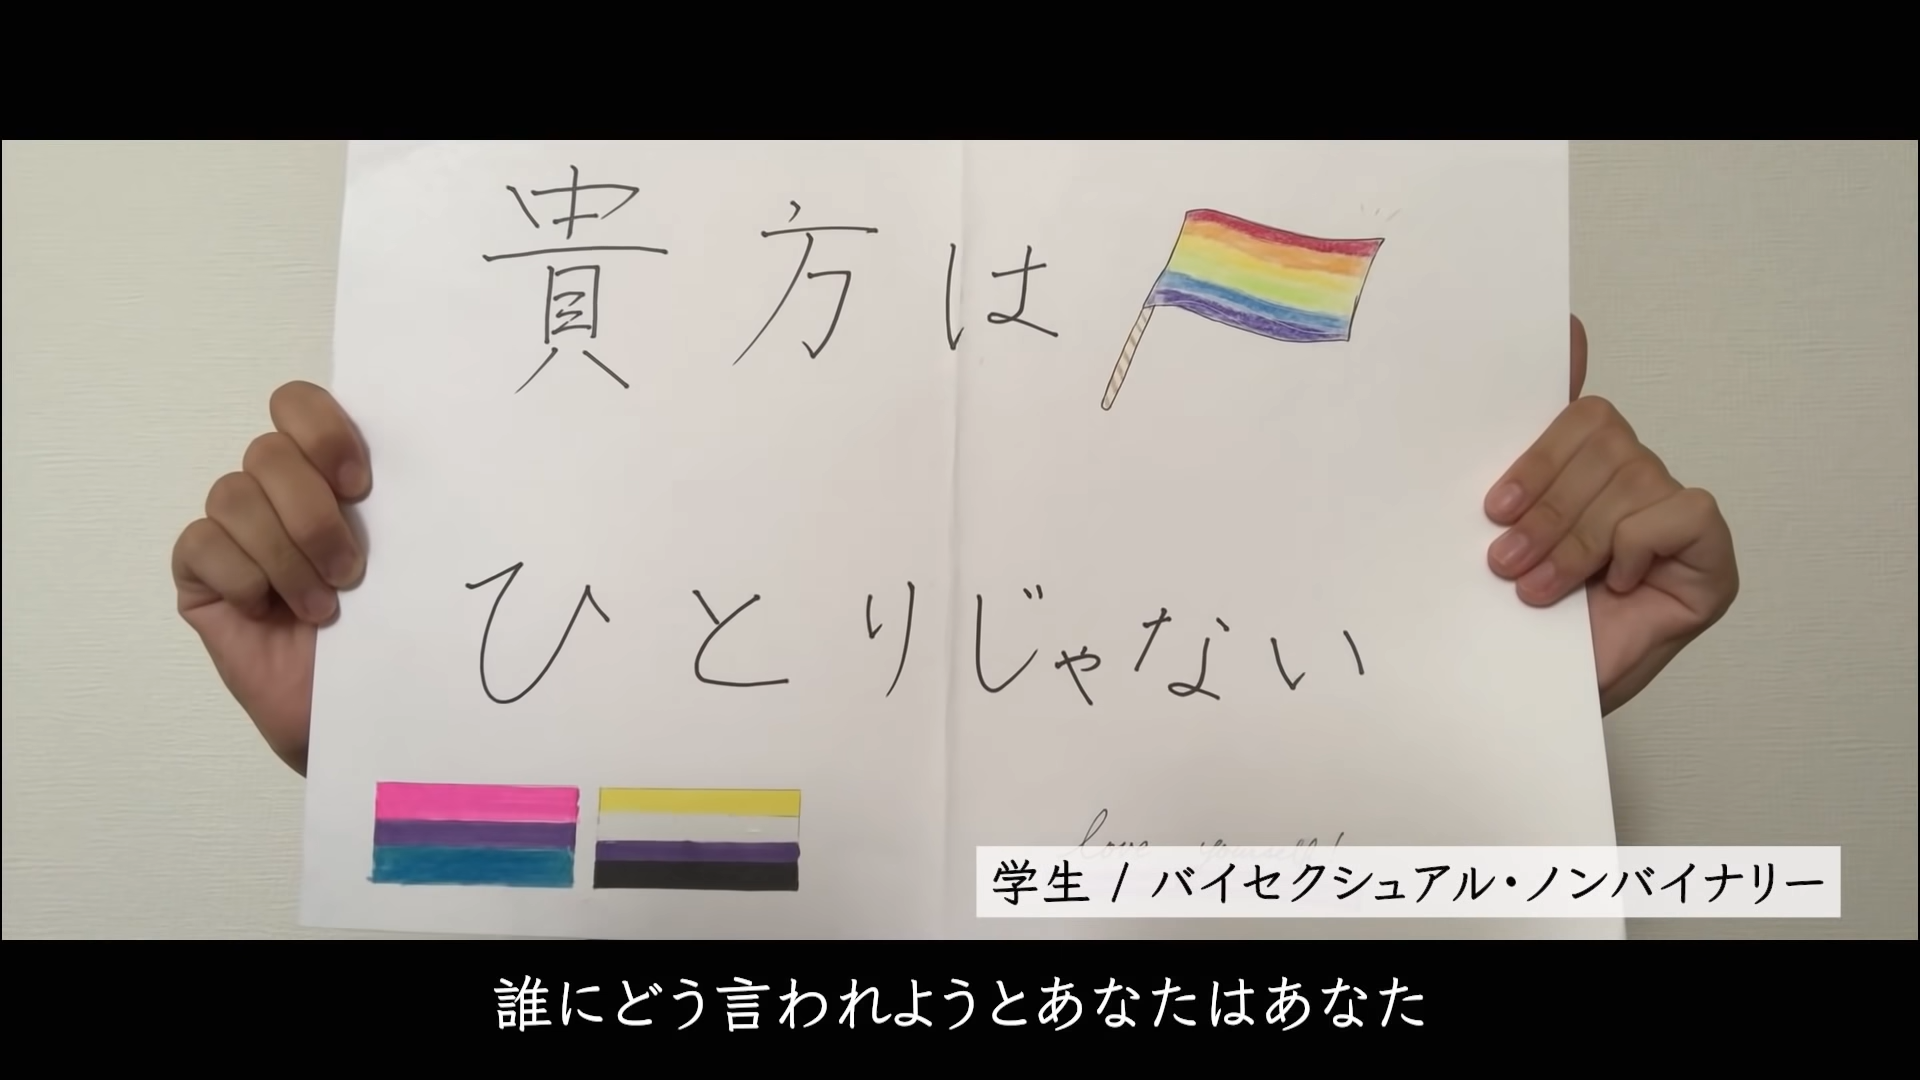 貴方は
ひとりじゃない
love yourself!
学生 / バイセクシュアル・ノンバイナリー
誰にどう言われようとあなたはあなた